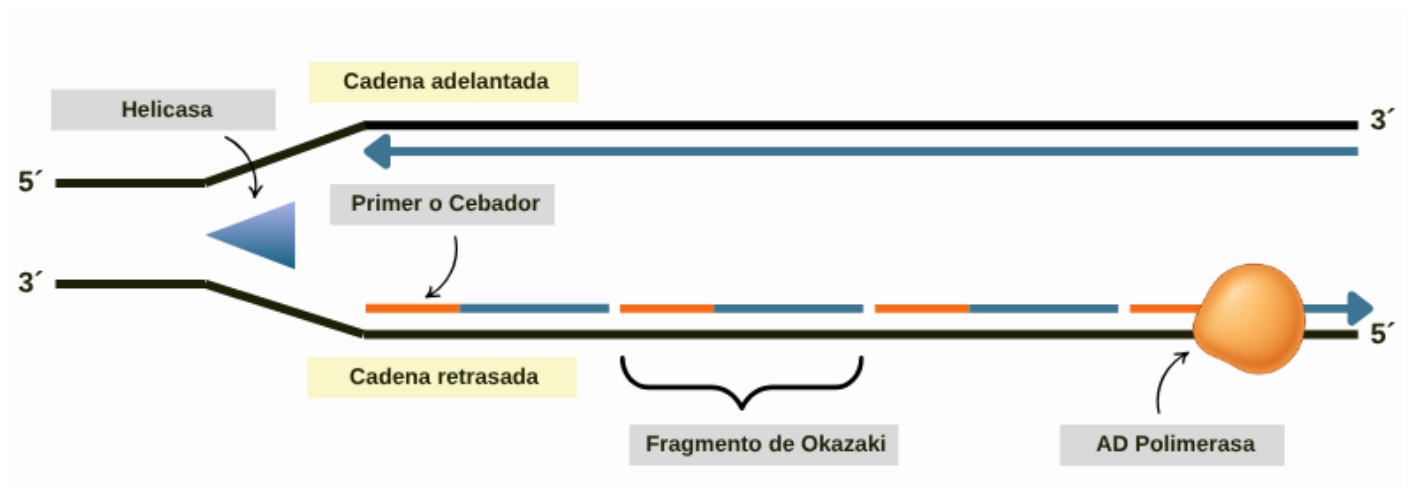 Cadena adelantada
Helicasa
3´
5´
Primer o Cebador
3´
5´
Cadena retrasada
Fragmento de Okazaki
AD Polimerasa